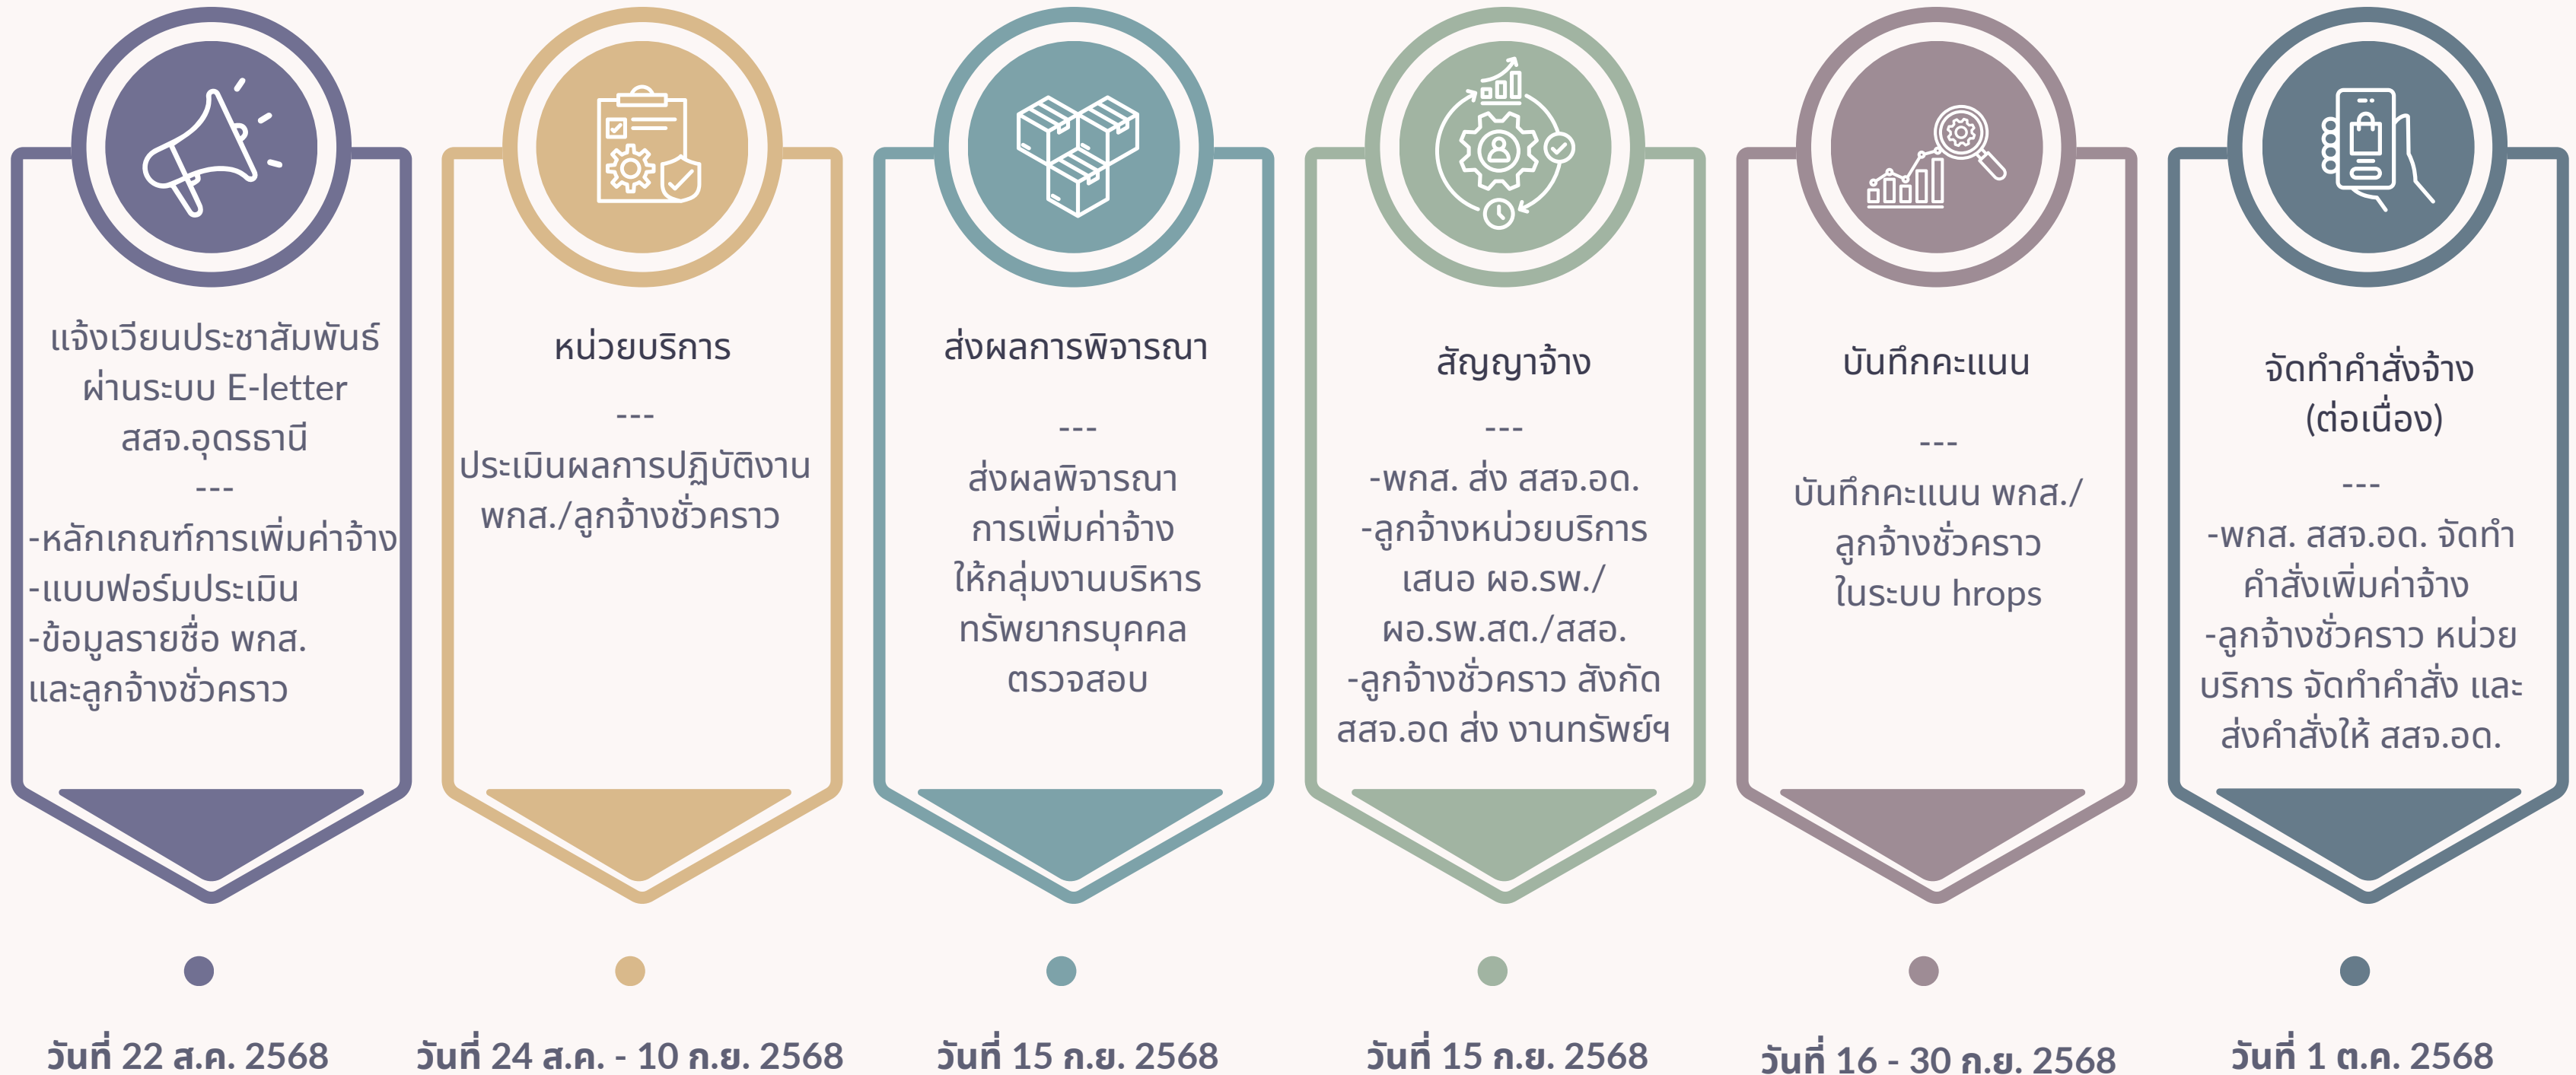 แจ้งเวียนประชาสัมพันธ์
ผ่านระบบ E-letter
สสจ.อุดรธานี
---
-หลักเกณฑ์การเพิ่มค่าจ้าง
-แบบฟอร์มประเมิน
-ข้อมูลรายชื่อ พกส.
และลูกจ้างชั่วคราว
วันที่ 22 ส.ค. 2568
หน่วยบริการ
---
ประเมินผลการปฏิบัติงาน
พกส./ลูกจ้างชั่วคราว
วันที่ 24 ส.ค. - 10 ก.ย. 2568
ส่งผลการพิจารณา
---
ส่งผลพิจารณา
การเพิ่มค่าจ้าง
ให้กลุ่มงานบริหาร
ทรัพยากรบุคคล
ตรวจสอบ
วันที่ 15 ก.ย. 2568
สัญญาจ้าง
---
-พกส. ส่ง สสจ.อด.
-ลูกจ้างหน่วยบริการ
เสนอ ผอ.รพ./
ผอ.รพ.สต./สสอ.
-ลูกจ้างชั่วคราว สังกัด
สสจ.อด ส่ง งานทรัพย์ฯ
วันที่ 15 ก.ย. 2568
บันทึกคะแนน
---
บันทึกคะแนน พกส./
ลูกจ้างชั่วคราว
ในระบบ hrops
วันที่ 16 - 30 ก.ย. 2568
จัดทำคำสั่งจ้าง
(ต่อเนื่อง)
---
-พกส. สสจ.อด. จัดทำ
คำสั่งเพิ่มค่าจ้าง
-ลูกจ้างชั่วคราว หน่วย
บริการ จัดทำคำสั่ง และ
ส่งคำสั่งให้ สสจ.อด.
วันที่ 1 ต.ค. 2568